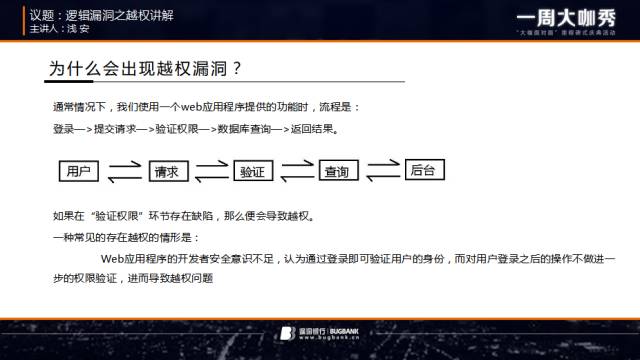 议题：逻辑漏洞之越权讲解
主讲人：浅 安
一周大咖秀
“大咖面对面”座椅模式庆典活动
为什么会出现越权漏洞？
通常情况下，我们使用一个web应用程序提供的功能时，流程是：
登录—>提交请求—>验证权限—>数据库查询—>返回结果。
用户 请求 验证 查询 后台
如果在“验证权限”环节存在缺陷，那么便会导致越权。
一种常见的存在越权的情形是：
Web应用程序的开发者安全意识不足，认为通过登录即可验证用户的身份，而对用户登录之后的操作不做进一
步的权限验证，进而导致越权问题
漏洞银行 | BUGBANK
www.bugbank.cn